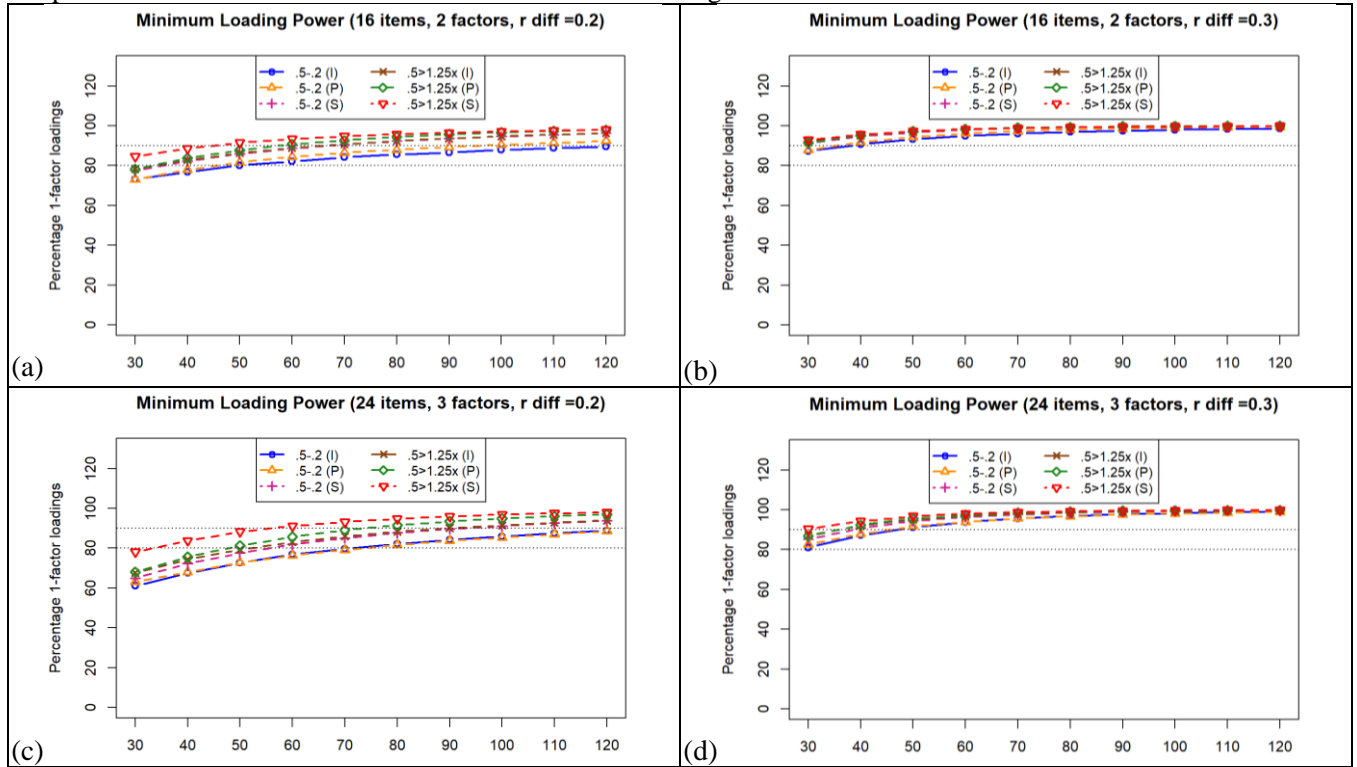 Minimum Loading Power (16 items, 2 factors, r diff =0.2)
.5-.2 (I) .5>1.25x (I)
.5-.2 (P) .5>1.25x (P)
.5-.2 (S) .5>1.25x (S)
Percentage 1-factor loadings
120
100
80
60
40
20
0
30 40 50 60 70 80 90 100 110 120
(a)
Minimum Loading Power (16 items, 2 factors, r diff =0.3)
.5-.2 (I) .5>1.25x (I)
.5-.2 (P) .5>1.25x (P)
.5-.2 (S) .5>1.25x (S)
Percentage 1-factor loadings
120
100
80
60
40
20
0
30 40 50 60 70 80 90 100 110 120
(b)
Minimum Loading Power (24 items, 3 factors, r diff =0.2)
.5-.2 (I) .5>1.25x (I)
.5-.2 (P) .5>1.25x (P)
.5-.2 (S) .5>1.25x (S)
Percentage 1-factor loadings
120
100
80
60
40
20
0
30 40 50 60 70 80 90 100 110 120
(c)
Minimum Loading Power (24 items, 3 factors, r diff =0.3)
.5-.2 (I) .5>1.25x (I)
.5-.2 (P) .5>1.25x (P)
.5-.2 (S) .5>1.25x (S)
Percentage 1-factor loadings
120
100
80
60
40
20
0
30 40 50 60 70 80 90 100 110 120
(d)